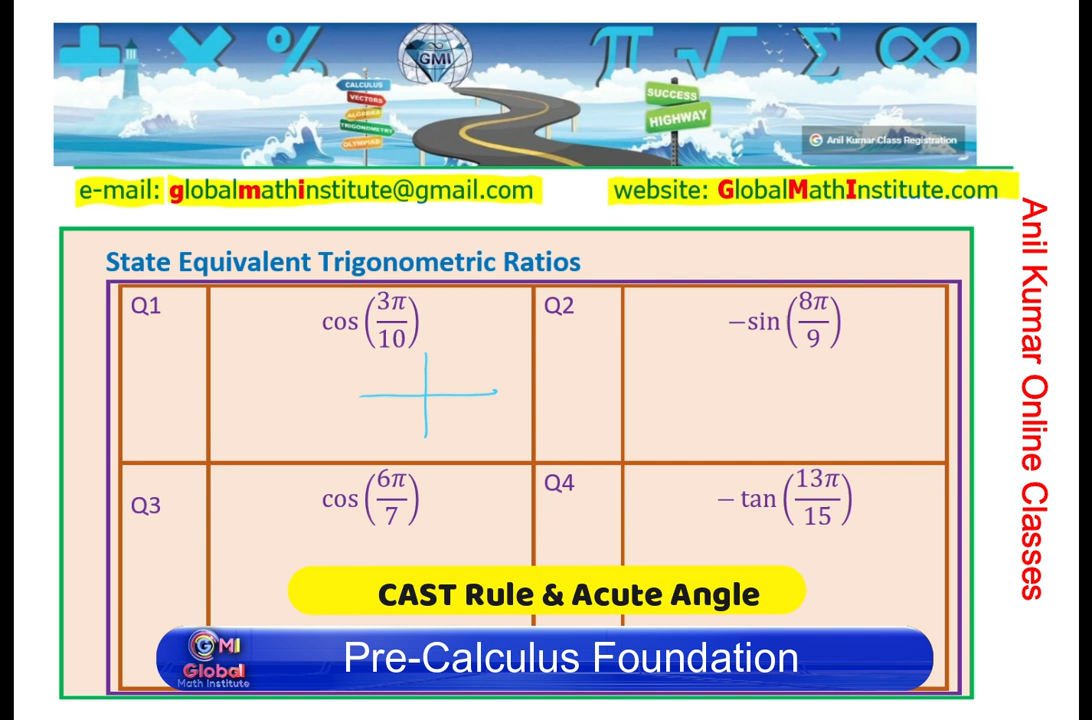 GMI
CALCULUS
VECTORS
ALGEBRA
TRIGONOMETRY
OLYMPIAD
SUCCESS
HIGHWAY
Anil Kumar Class Registration
e-mail: globalmathinstitute@gmail.com
website: GlobalMathInstitute.com
Anil Kumar Online Classes
State Equivalent Trigonometric Ratios
Q1
cos(3π/10)
Q2
−sin(8π/9)
Q3
cos(6π/7)
Q4
−tan(13π/15)
CAST Rule & Acute Angle
GMI
Global
Math Institute
Pre-Calculus Foundation